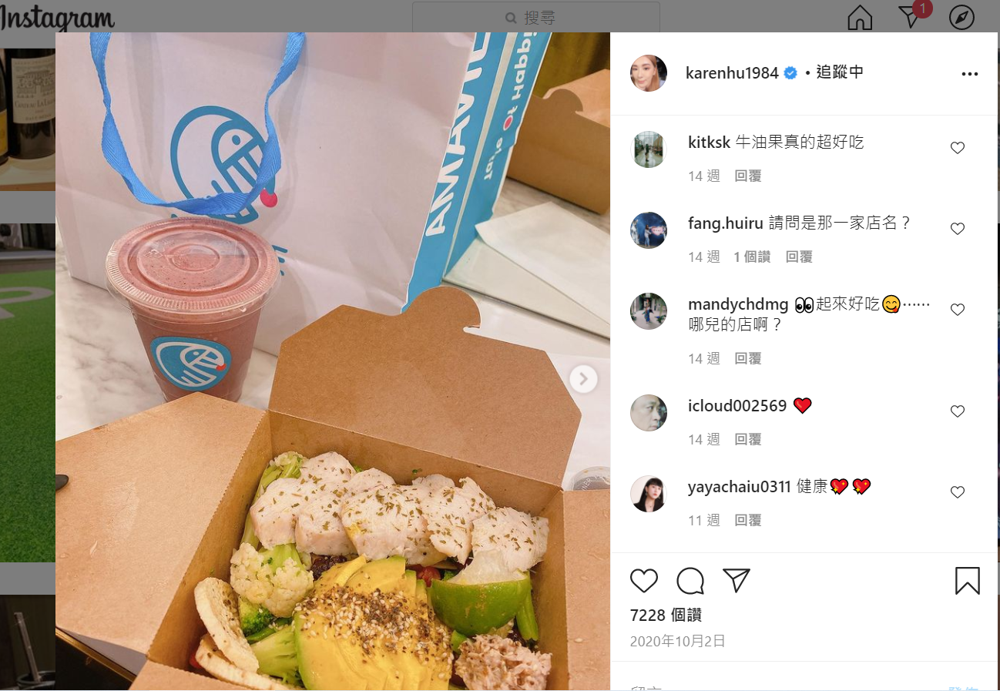 Instagram
搜尋
1
karenhu1984 • 追蹤中
kitksk 牛油果真的超好吃
14 週 回覆
fang.huiru 請問是那一家店名？
14 週 1 個讚 回覆
mandychdmg 👀起來好吃😋⋯⋯
哪兒的店啊？
14 週 回覆
icloud002569 ❤️
14 週 回覆
yayachaiu0311 健康💖💖
11 週 回覆
7228 個讚
2020年10月2日